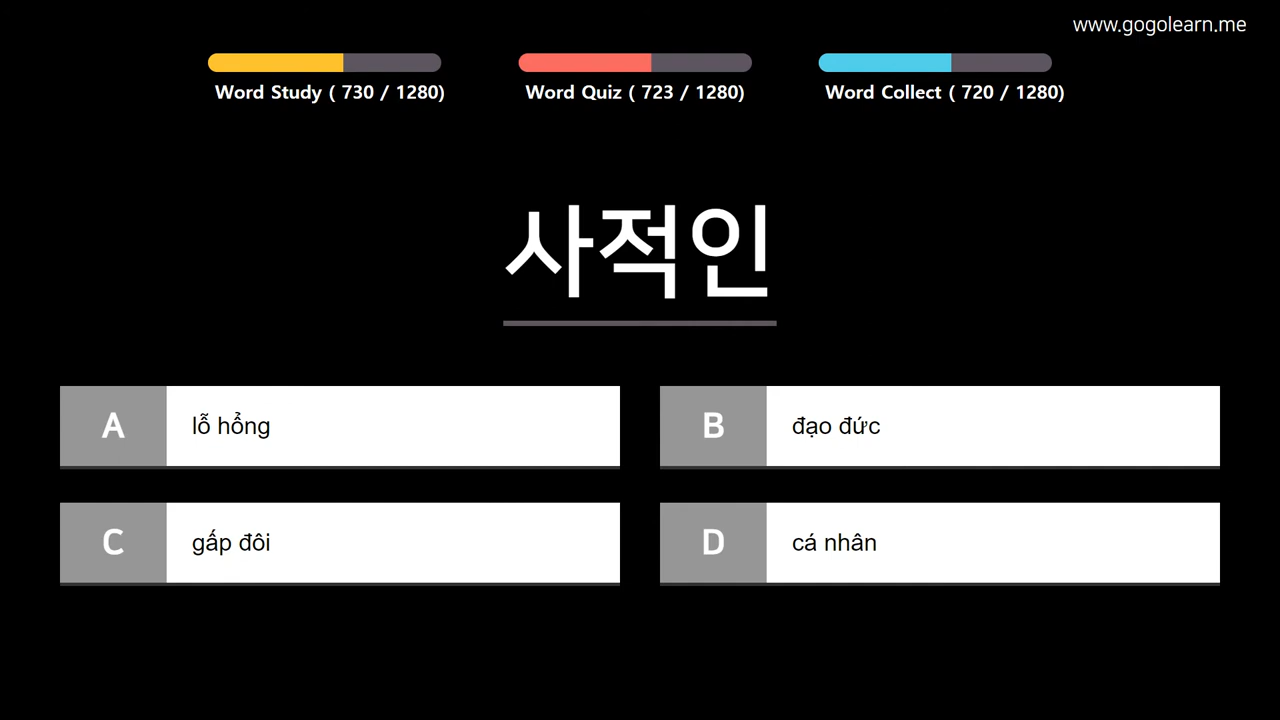 www.gogolearn.me
Word Study ( 730 / 1280)
Word Quiz ( 723 / 1280)
Word Collect ( 720 / 1280)
사적인
A
lỗ hổng
B
đạo đức
C
gấp đôi
D
cá nhân